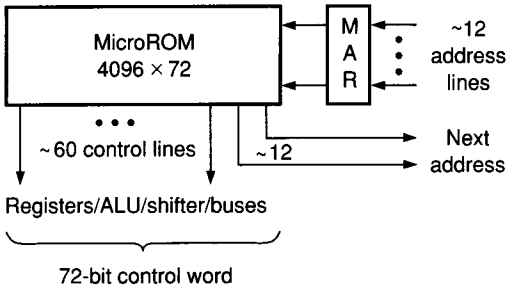 MicroROM
4096 × 72
M
A
R
~12
address
lines
~60 control lines
~12
Next
address
Registers/ALU/shifter/buses
72-bit control word